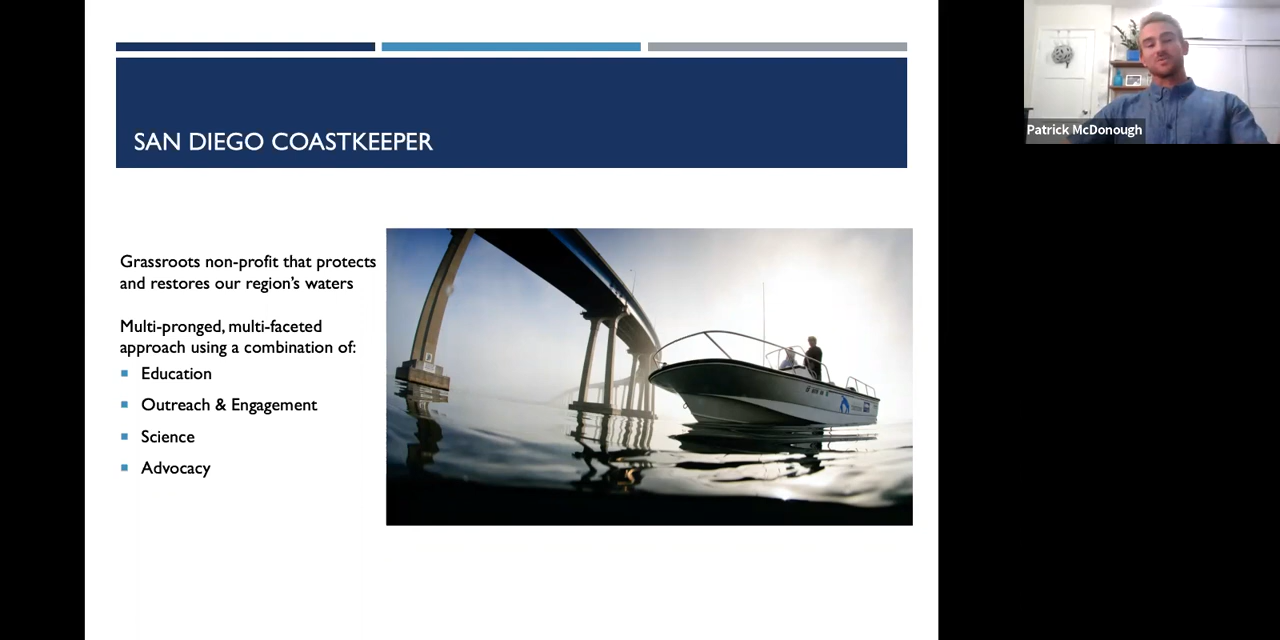 SAN DIEGO COASTKEEPER
Patrick McDonough
Grassroots non-profit that protects
and restores our region's waters
Multi-pronged, multi-faceted
approach using a combination of:
Education
Outreach & Engagement
Science
Advocacy